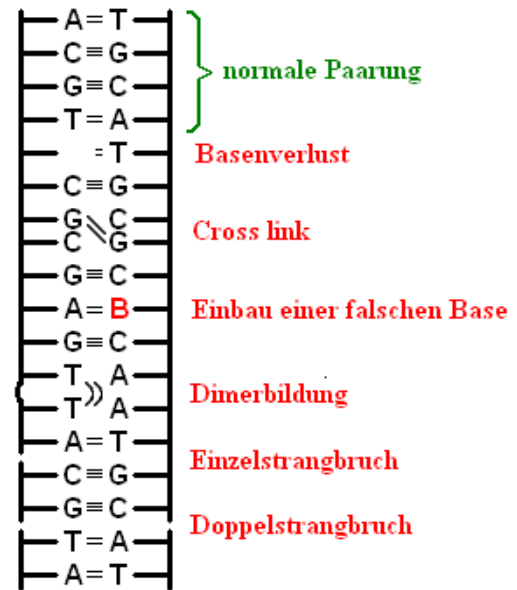 A = T
C ≡ G
G ≡ C
T = A
normale Paarung
= T
Basenverlust
C ≡ G
G C
Cross link
C G
G ≡ C
A = B
Einbau einer falschen Base
G ≡ C
T A
Dimerbildung
T A
A = T
Einzelstrangbruch
C ≡ G
G ≡ C
Doppelstrangbruch
T = A
A = T